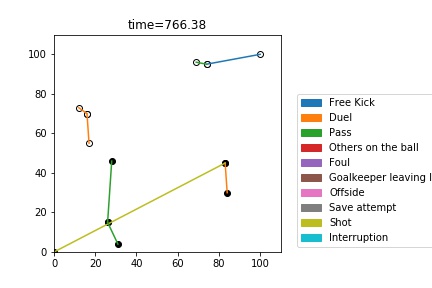 time=766.38
100
80
60
40
20
0
0 20 40 60 80 100
Free Kick
Duel
Pass
Others on the ball
Foul
Goalkeeper leaving l
Offside
Save attempt
Shot
Interruption